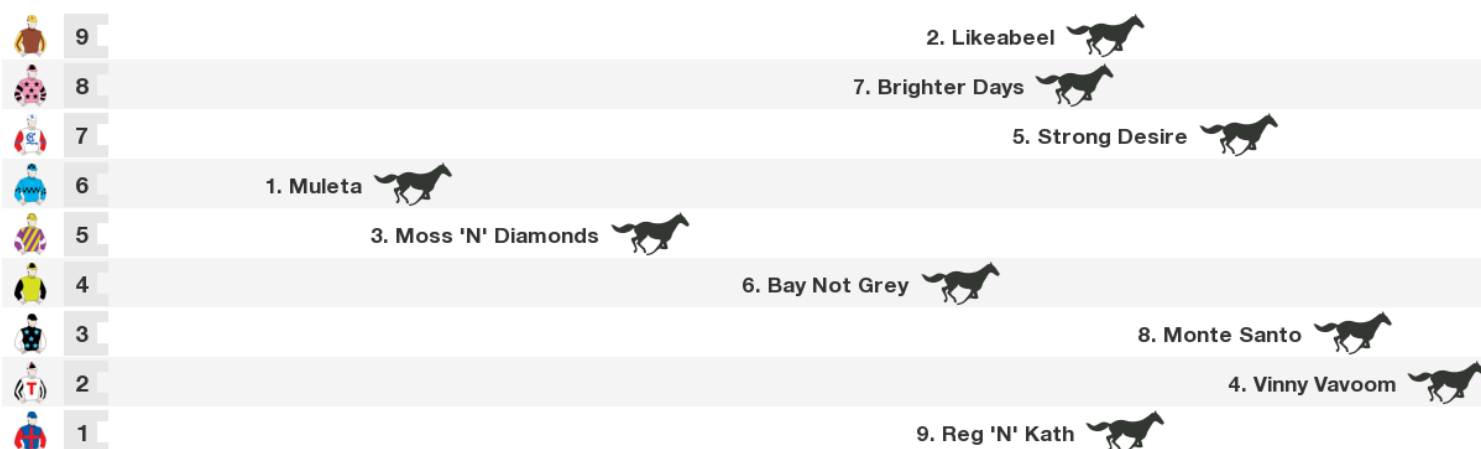 9 2. Likeabeel
8 7. Brighter Days
7 5. Strong Desire
6 1. Muleta
5 3. Moss 'N' Diamonds
4 6. Bay Not Grey
3 8. Monte Santo
T 2 4. Vinny Vavoom
1 9. Reg 'N' Kath